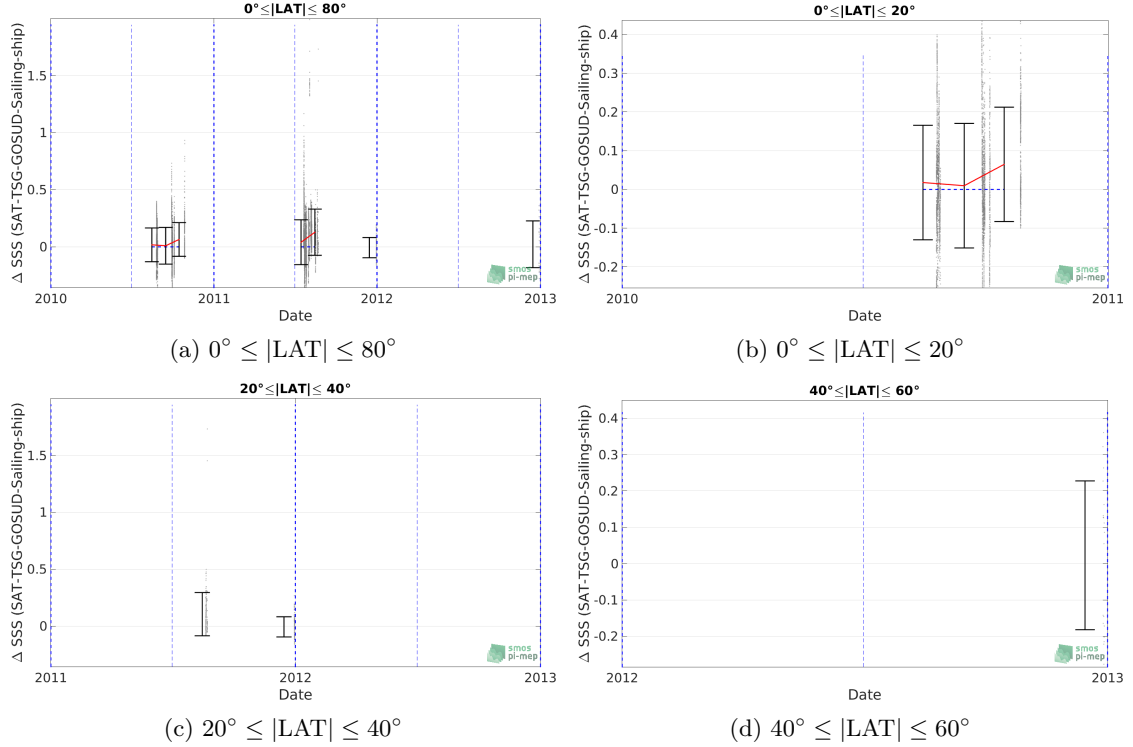 0°≤|LAT|≤ 80°
Δ SSS (SAT-TSG-GOSUD-Sailing-ship)
1.5
1
0.5
0
2010
2011
2012
2013
Date
smos
pi-mep
(a) 0° ≤ |LAT| ≤ 80°
0°≤|LAT|≤ 20°
Δ SSS (SAT-TSG-GOSUD-Sailing-ship)
0.4
0.3
0.2
0.1
0
-0.1
-0.2
2010
2011
Date
smos
pi-mep
(b) 0° ≤ |LAT| ≤ 20°
20°≤|LAT|≤ 40°
Δ SSS (SAT-TSG-GOSUD-Sailing-ship)
1.5
1
0.5
0
2011
2012
2013
Date
smos
pi-mep
(c) 20° ≤ |LAT| ≤ 40°
40°≤|LAT|≤ 60°
Δ SSS (SAT-TSG-GOSUD-Sailing-ship)
0.4
0.3
0.2
0.1
0
-0.1
-0.2
2012
2013
Date
smos
pi-mep
(d) 40° ≤ |LAT| ≤ 60°